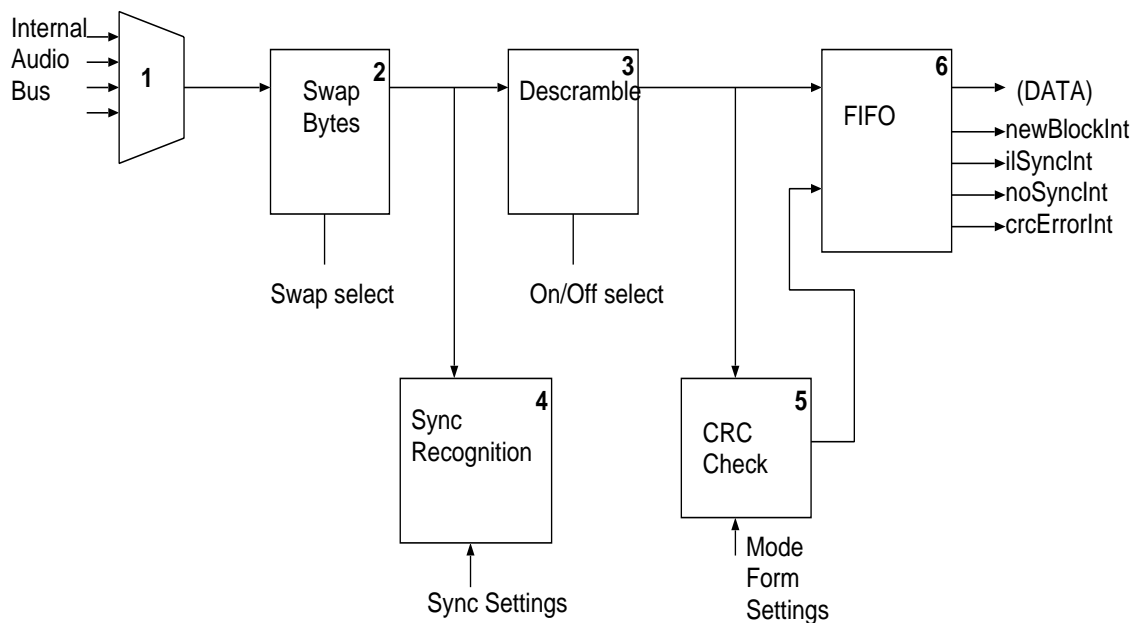 Internal
Audio
Bus
1
2
Swap
Bytes
Swap select
3
Descramble
On/Off select
6
FIFO
(DATA)
newBlockInt
ilSyncInt
noSyncInt
crcErrorInt
4
Sync
Recognition
Sync Settings
5
CRC
Check
Mode
Form
Settings